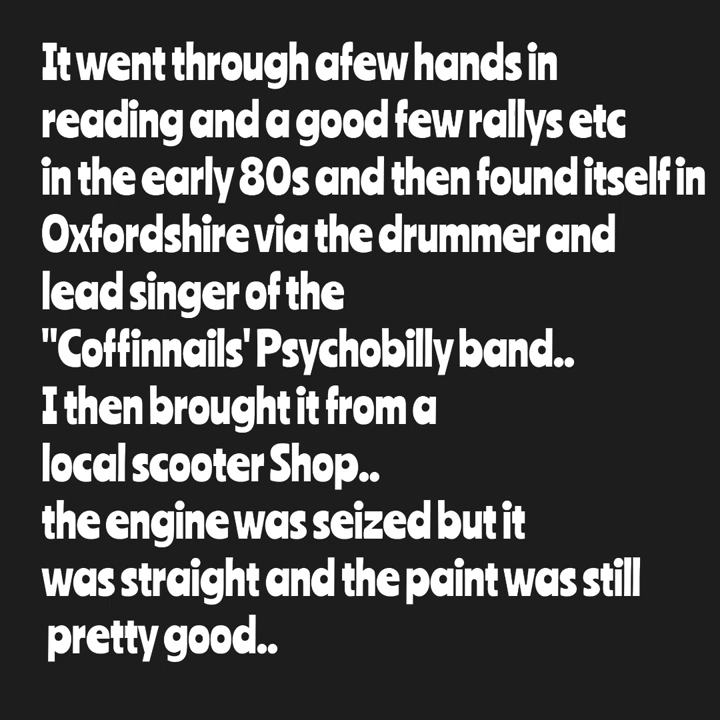 It went through afew hands in
reading and a good few rallys etc
in the early 80s and then found itself in
Oxfordshire via the drummer and
lead singer of the
"Coffinnails' Psychobilly band..
I then brought it from a
local scooter Shop..
the engine was seized but it
was straight and the paint was still
pretty good..